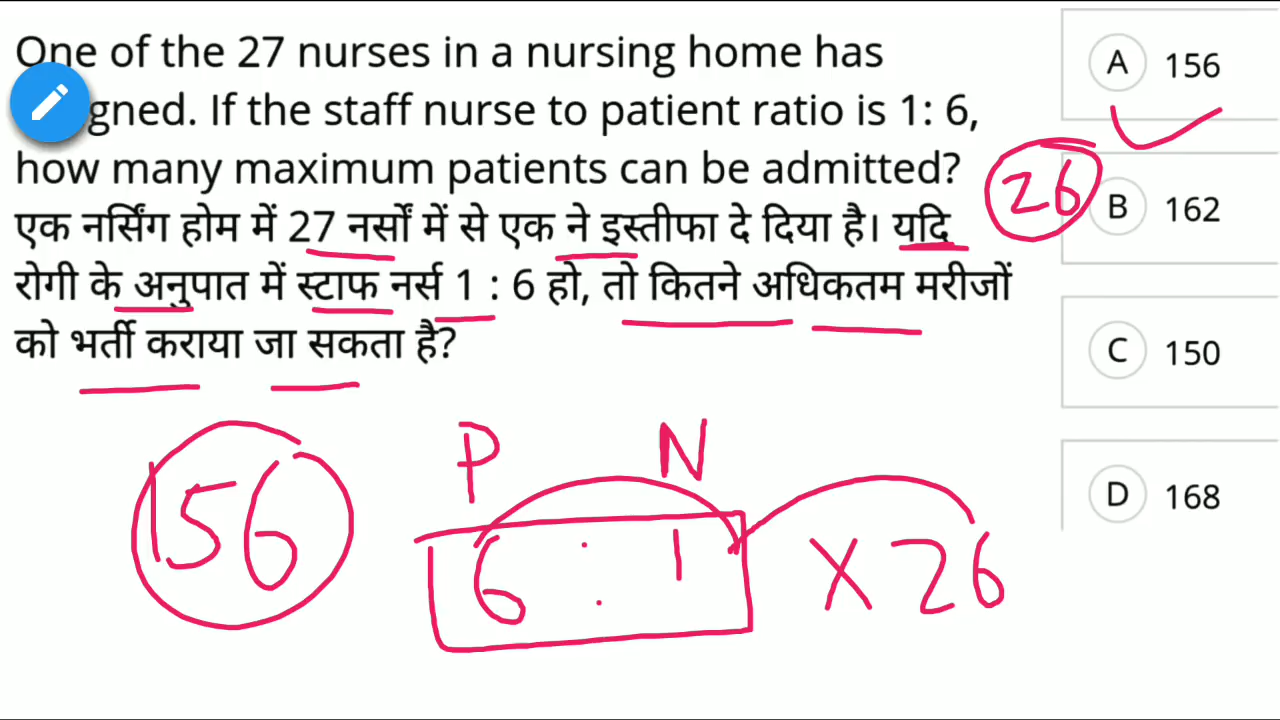 One of the 27 nurses in a nursing home has
gned. If the staff nurse to patient ratio is 1: 6,
how many maximum patients can be admitted?
एक नर्सिंग होम में 27 नर्सों में से एक ने इस्तीफा दे दिया है। यदि
रोगी के अनुपात में स्टाफ नर्स 1 : 6 हो, तो कितने अधिकतम मरीजों
को भर्ती कराया जा सकता है?
A 156
26
B 162
C 150
D 168
P N
156
6 : 1 X 26